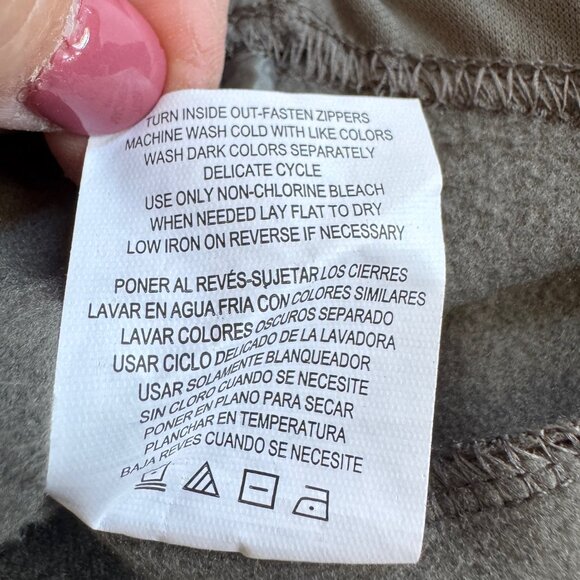 TURN INSIDE OUT-FASTEN ZIPPERS
MACHINE WASH COLD WITH LIKE COLORS
WASH DARK COLORS SEPARATELY
DELICATE CYCLE
USE ONLY NON-CHLORINE BLEACH
WHEN NEEDED LAY FLAT TO DRY
LOW IRON ON REVERSE IF NECESSARY
PONER AL REVÉS-SUJETAR LOS CIERRES
LAVAR EN AGUA FRIA CON COLORES SIMILARES
LAVAR COLORES OSCUROS SEPARADO
USAR CICLO DELICADO DE LA LAVADORA
USAR SOLAMENTE BLANQUEADOR
SIN CLORO CUANDO SE NECESITE
PONER EN PLANO PARA SECAR
PLANCHAR EN TEMPERATURA
BAJA REVES CUANDO SE NECESITE